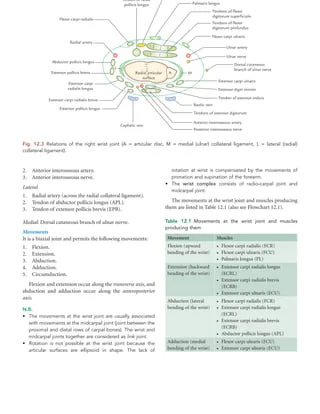 pollicis longus
Palmaris longus
Tendons of flexor
digitorum superficialis
Flexor carpi radialis
Tendons of flexor
digitorum profundus
Flexor carpi ulnaris
Radial artery
Ulnar artery
Ulnar nerve
Abductor pollicis longus
Dorsal cutaneous
branch of ulnar nerve
Extensor pollicis brevis
Radial articular
surface
A
M
Extensor carpi
radialis longus
Extensor carpi ulnaris
Extensor digiti minimi
Extensor carpi radialis brevis
Tendon of extensor indicis
Extensor pollicis longus
Basilic vein
Tendons of extensor digitorum
Cephalic vein
Anterior interosseous artery
Posterior interosseous nerve
Fig. 12.3 Relations of the right wrist joint (A = articular disc, M = medial (ulnar) collateral ligament, L = lateral (radial)
collateral ligament).
2. Anterior interosseous artery.
3. Anterior interosseous nerve.
Lateral
1. Radial artery (across the radial collateral ligament).
2. Tendon of abductor pollicis longus (APL).
3. Tendon of extensor pollicis brevis (EPB).
Medial: Dorsal cutaneous branch of ulnar nerve.
Movements
It is a biaxial joint and permits the following movements:
1. Flexion.
2. Extension.
3. Abduction.
4. Adduction.
5. Circumduction.
Flexion and extension occur along the transverse axis, and
abduction and adduction occur along the anteroposterior
axis.
N.B.
• The movements at the wrist joint are usually associated
with movements at the midcarpal joint (joint between the
proximal and distal rows of carpal bones). The wrist and
midcarpal joints together are considered as link joint.
• Rotation is not possible at the wrist joint because the
articular surfaces are ellipsoid in shape. The lack of
rotation at wrist is compensated by the movements of
pronation and supination of the forearm.
• The wrist complex consists of radio-carpal joint and
midcarpal joint.
The movements at the wrist joint and muscles producing
them are listed in Table 12.1 (also see Flowchart 12.1).
Table 12.1 Movements at the wrist joint and muscles
producing them
Movement Muscles
Flexion (upward • Flexor carpi radialis (FCR)
bending of the wrist) • Flexor carpi ulnaris (FCU)
• Palmaris longus (PL)
Extension (backward • Extensor carpi radialis longus
bending of the wrist) (ECRL)
• Extensor carpi radialis brevis
(ECRB)
• Extensor carpi ulnaris (ECU)
Abduction (lateral • Flexor carpi radialis (FCR)
bending of the wrist) • Extensor carpi radialis longus
(ECRL)
• Extensor carpi radialis brevis
(ECRB)
• Abductor pollicis longus (APL)
Adduction (medial • Flexor carpi ulnaris (FCU)
bending of the wrist) • Extensor carpi ulnaris (ECU)